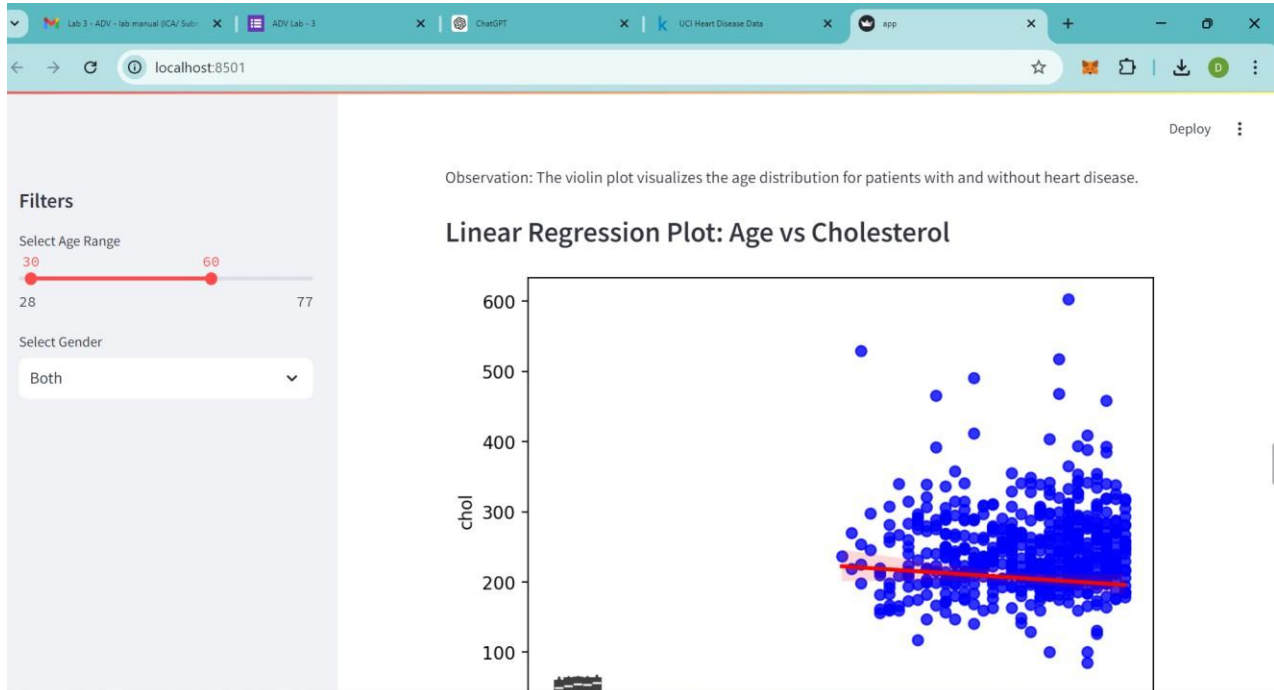 Lab 3 - ADV - lab manual (ICA/ Subr
ADV Lab - 3
ChatGPT
UCI Heart Disease Data
app
localhost:8501
D
Deploy
Observation: The violin plot visualizes the age distribution for patients with and without heart disease.
Filters
Linear Regression Plot: Age vs Cholesterol
Select Age Range
30 60
28 77
Select Gender
Both
600
500
400
chol
300
200
100